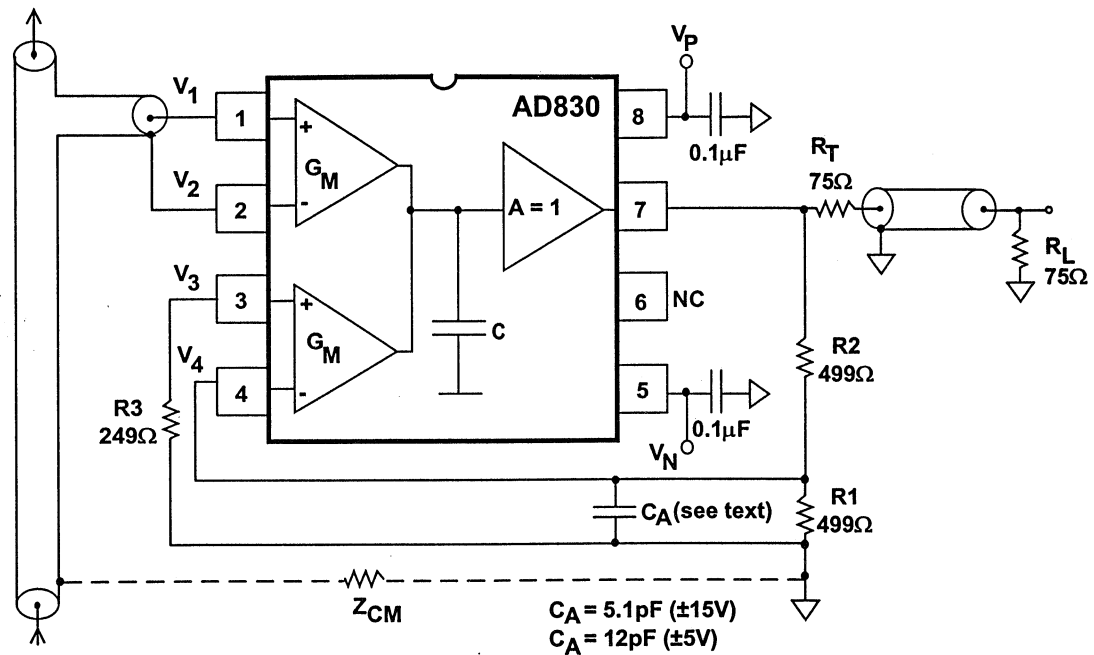 V1
V2
V3
V4
1
2
3
4
+
GM
-
+
GM
-
AD830
A = 1
C
8
7
6
5
NC
VP
0.1µF
VN
0.1µF
RT
75Ω
RL
75Ω
R2
499Ω
R1
499Ω
R3
249Ω
CA (see text)
ZCM
CA = 5.1pF (±15V)
CA = 12pF (±5V)